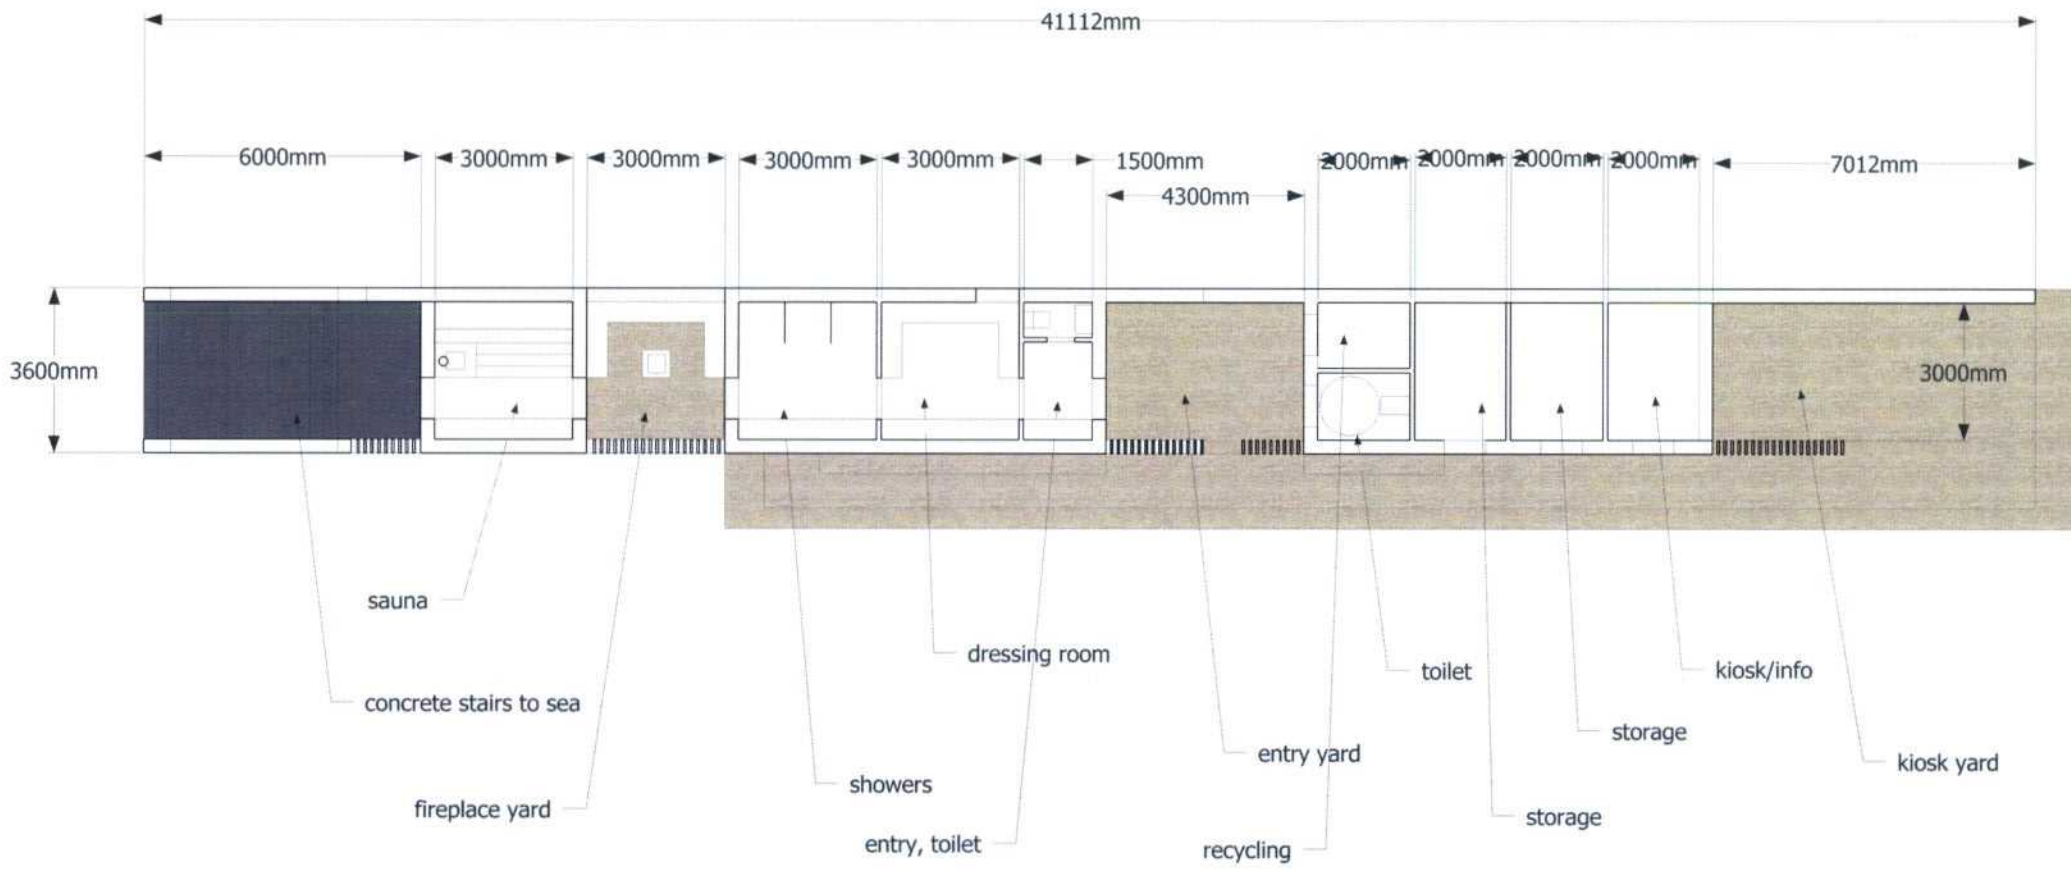 41112mm
6000mm
3000mm
3000mm
3000mm
3000mm
1500mm
2000mm
2000mm
2000mm
2000mm
7012mm
4300mm
3600mm
3000mm
sauna
dressing room
toilet
kiosk/info
concrete stairs to sea
storage
entry yard
kiosk yard
showers
fireplace yard
storage
entry, toilet
recycling